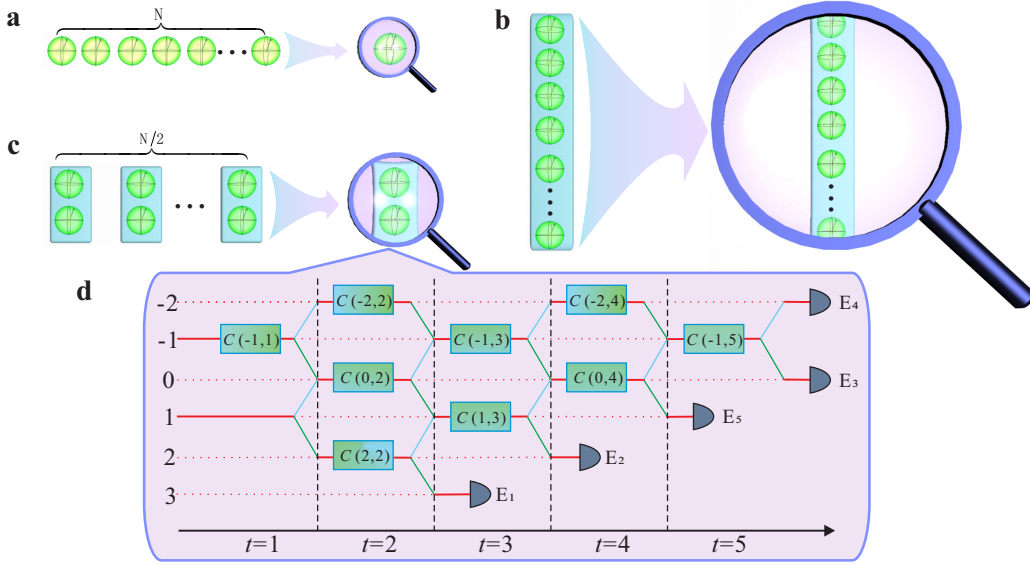 a
N
b
c
N/2
d
-2
C(-2,2)
C(-2,4)
E₄
-1
C(-1,1)
C(-1,3)
C(-1,5)
0
C(0,2)
C(0,4)
E₃
1
C(1,3)
E₅
2
C(2,2)
E₂
3
E₁
t=1
t=2
t=3
t=4
t=5